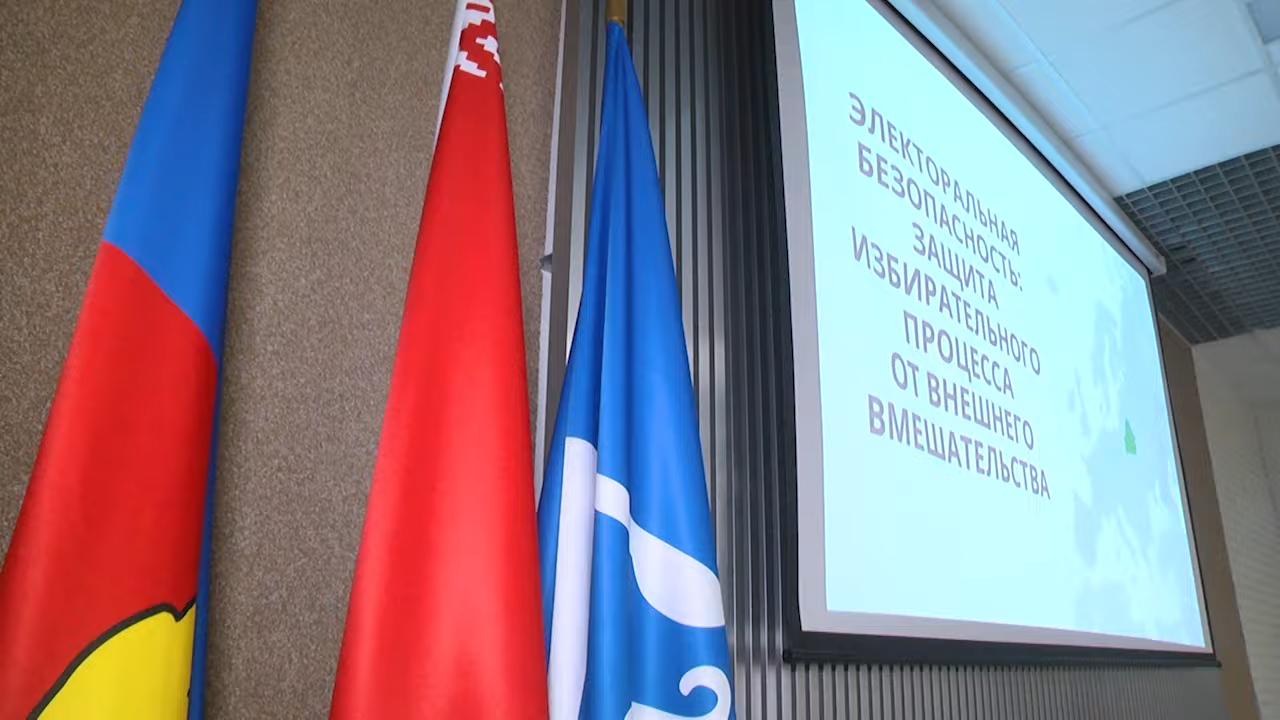 ЭЛЕКТОРАЛЬНАЯ
БЕЗОПАСНОСТЬ:
ЗАЩИТА
ИЗБИРАТЕЛЬНОГО
ПРОЦЕССА
ОТ ВНЕШНЕГО
ВМЕШАТЕЛЬСТВА